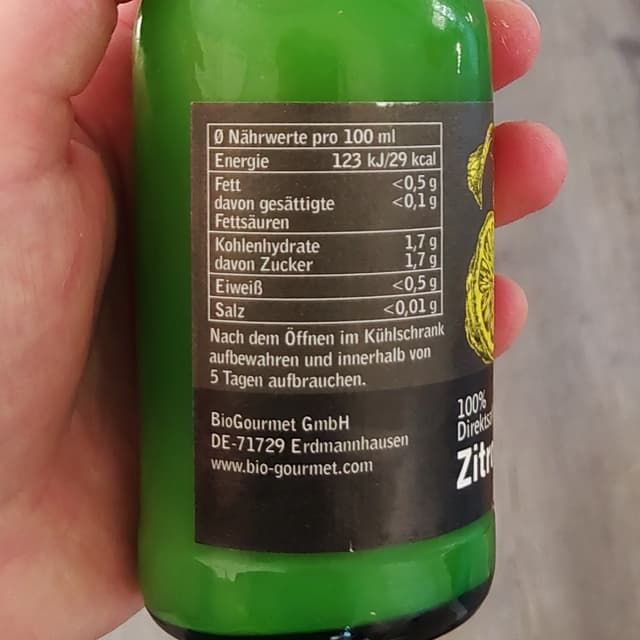 Ø Nährwerte pro 100 ml
Energie 123 kJ/29 kcal
Fett <0,5 g
davon gesättigte <0,1 g
Fettsäuren
Kohlenhydrate 1,7 g
davon Zucker 1,7 g
Eiweiß <0,5 g
Salz <0,01 g
Nach dem Öffnen im Kühlschrank
aufbewahren und innerhalb von
5 Tagen aufbrauchen.
BioGourmet GmbH
DE-71729 Erdmannhausen
www.bio-gourmet.com
100%